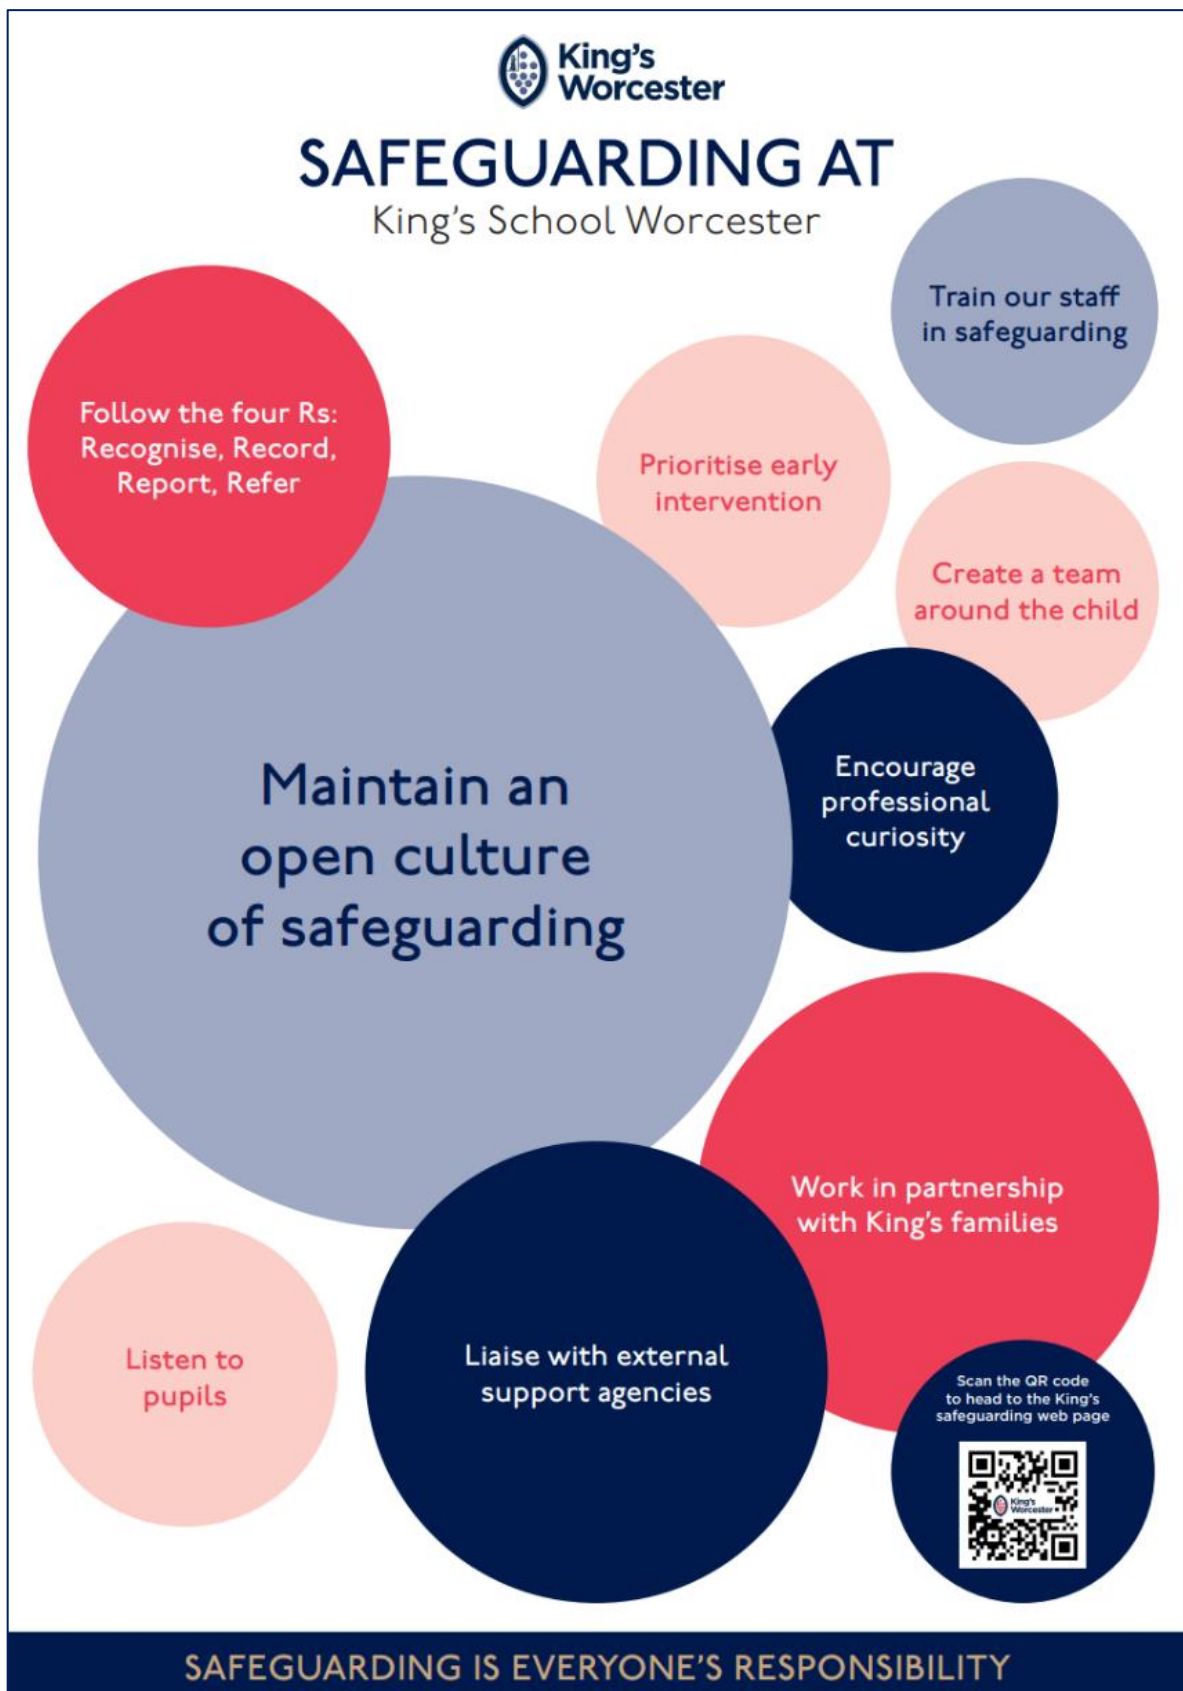 King's
Worcester
SAFEGUARDING AT
King's School Worcester
Train our staff
in safeguarding
Follow the four Rs:
Recognise, Record,
Report, Refer
Prioritise early
intervention
Create a team
around the child
Encourage
professional
curiosity
Maintain an
open culture
of safeguarding
Work in partnership
with King's families
Listen to
pupils
Liaise with external
support agencies
Scan the QR code
to head to the King's
safeguarding web page
King's
Worcester
SAFEGUARDING IS EVERYONE'S RESPONSIBILITY